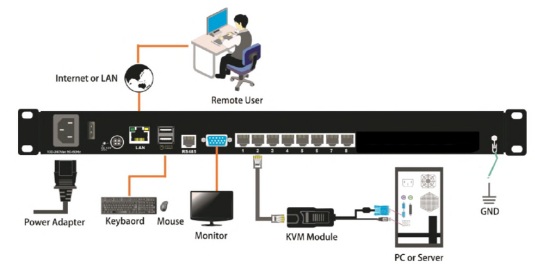 Internet or LAN
Remote User
LAN
RS485
1 2 3 4 5 6 7 8
Power Adapter
Keybaord
Mouse
Monitor
KVM Module
PC or Server
GND